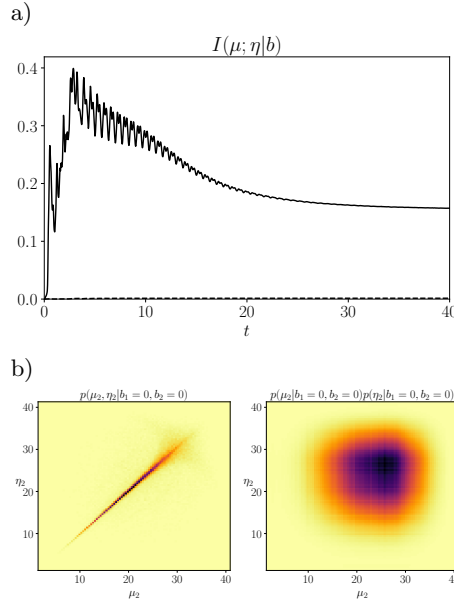 a)
I(μ; η|b)
0.4
0.3
0.2
0.1
0.0
0 10 20 30 40
t
b)
p(μ₂, η₂|b₁ = 0, b₂ = 0)
40
30
η₂
20
10
10 20 30 40
μ₂
p(μ₂|b₁ = 0, b₂ = 0)p(η₂|b₁ = 0, b₂ = 0)
40
30
η₂
20
10
10 20 30 40
μ₂